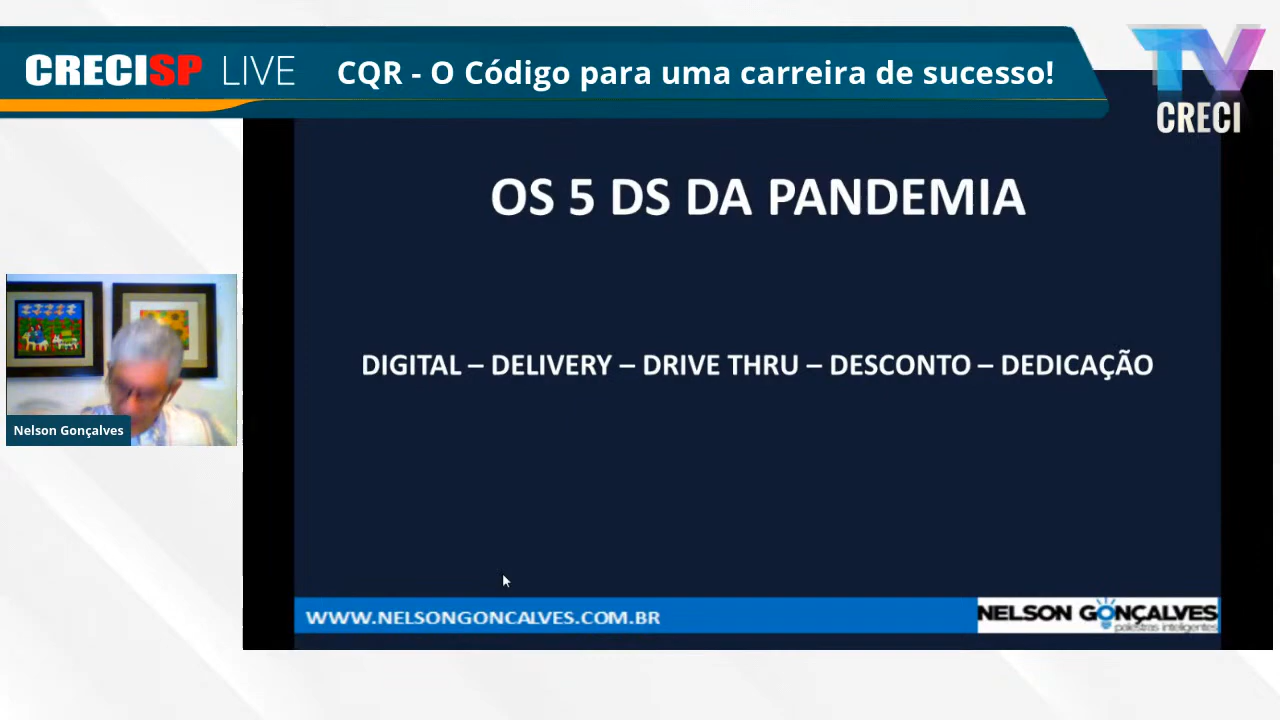 CRECISP LIVE
CQR - O Código para uma carreira de sucesso!
TV
CRECI
OS 5 DS DA PANDEMIA
DIGITAL – DELIVERY – DRIVE THRU – DESCONTO – DEDICAÇÃO
Nelson Gonçalves
WWW.NELSONGONCALVES.COM.BR
NELSON GONÇALVES
palestras inteligentes